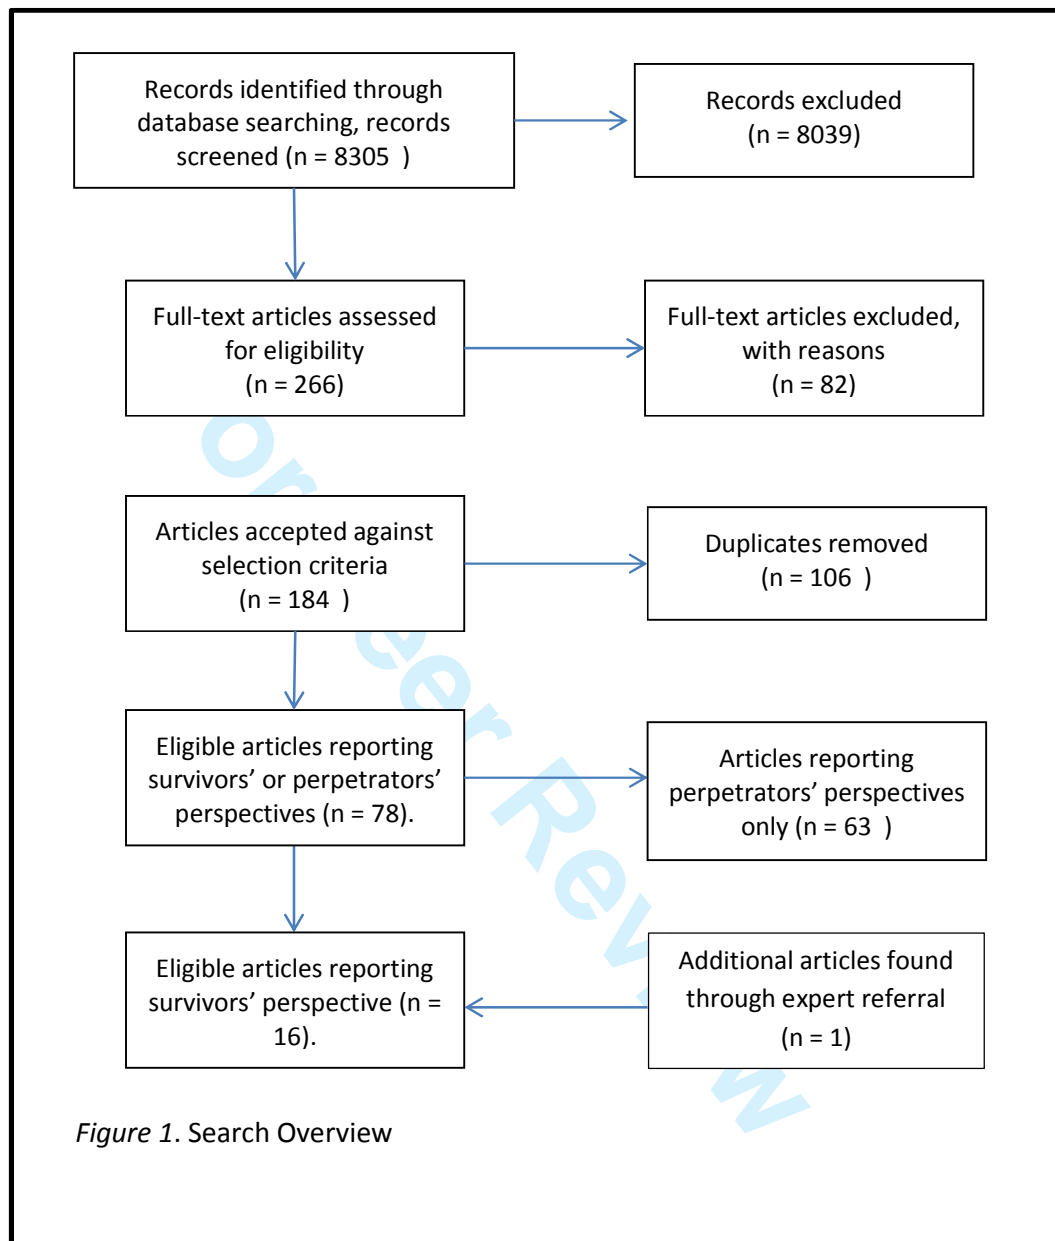 Records identified through
database searching, records
screened (n = 8305  )
Records excluded
(n = 8039)
Full-text articles assessed
for eligibility
(n = 266)
Full-text articles excluded,
with reasons
(n = 82)
Articles accepted against
selection criteria
(n = 184  )
Duplicates removed
(n = 106  )
Eligible articles reporting
survivors’ or perpetrators’
perspectives (n = 78).
Articles reporting
perpetrators’ perspectives
only (n = 63  )
Eligible articles reporting
survivors’ perspective (n =
16).
Additional articles found
through expert referral
(n = 1)
Figure 1. Search Overview
or eer Review